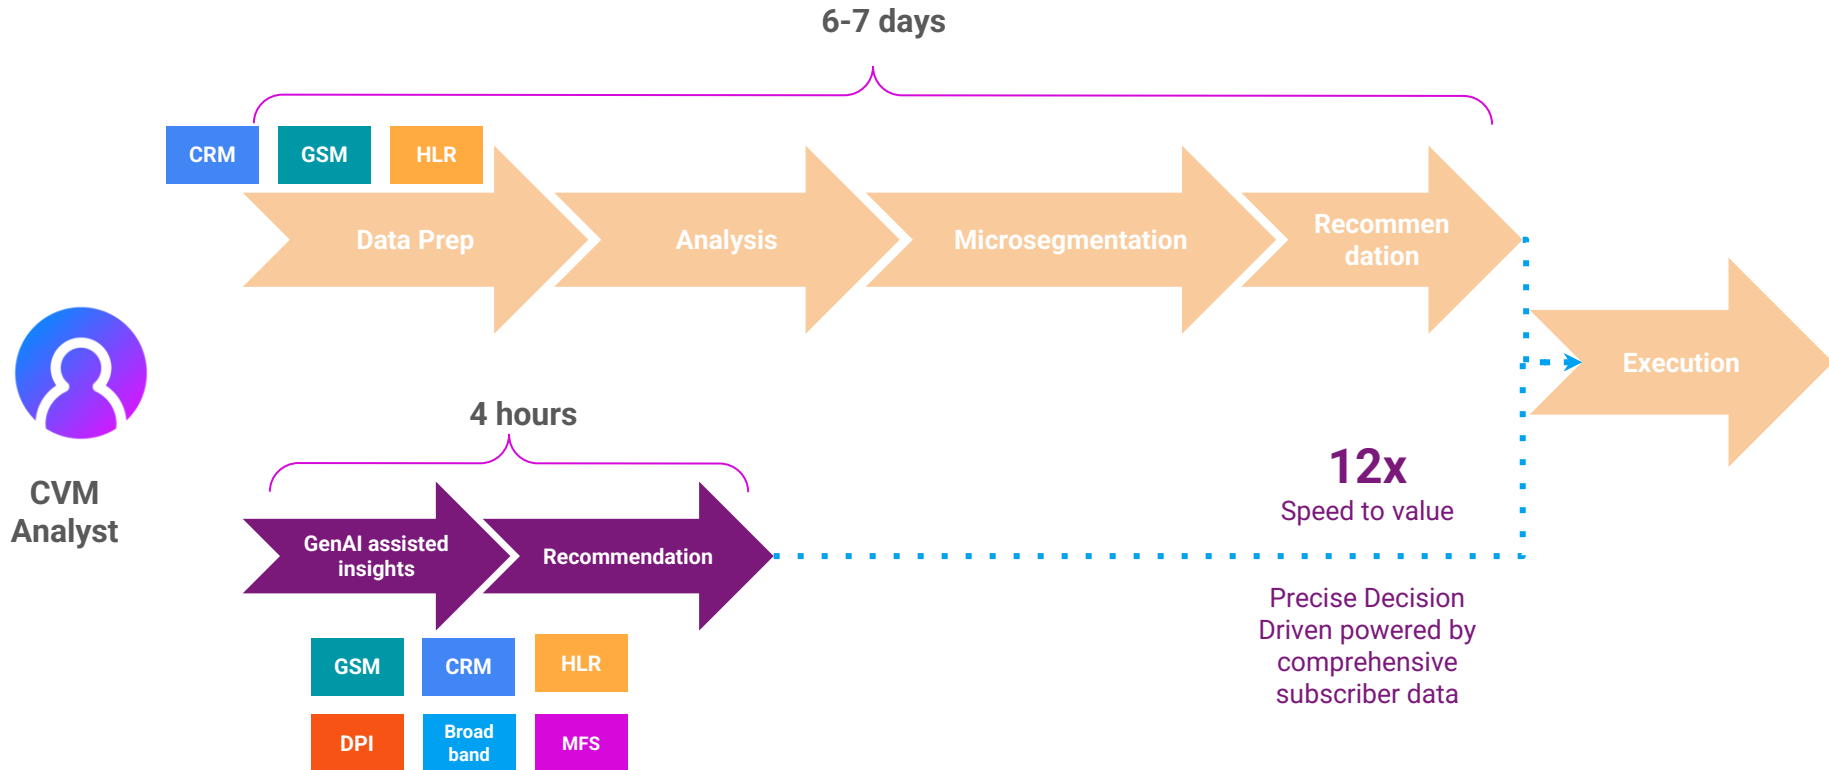 6-7 days
CRM
GSM
HLR
Data Prep
Analysis
Microsegmentation
Recommen
dation
Execution
CVM
Analyst
4 hours
GenAI assisted
insights
Recommendation
GSM
CRM
HLR
DPI
Broad
band
MFS
12x
Speed to value
Precise Decision
Driven powered by
comprehensive
subscriber data